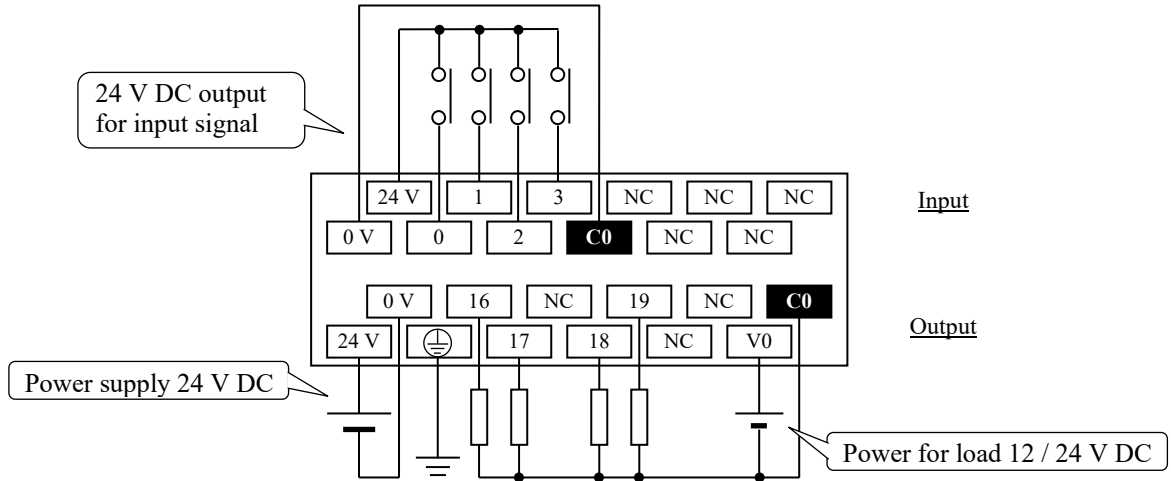 24 V DC output
for input signal
24 V 1 3 NC NC NC
Input
0 V 0 2 C0 NC NC
0 V 16 NC 19 NC C0
Output
24 V 17 18 NC V0
Power supply 24 V DC
Power for load 12 / 24 V DC